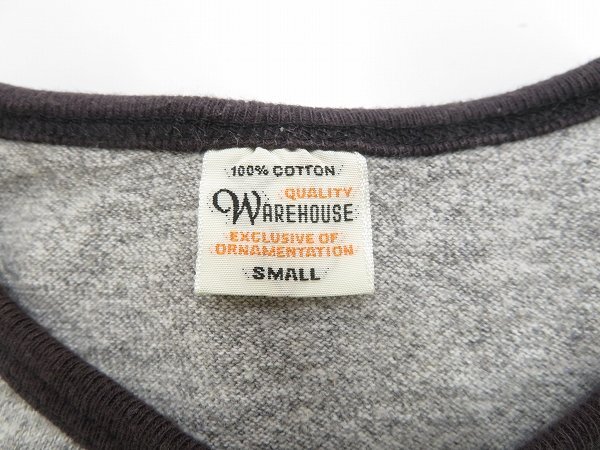 100% COTTON
QUALITY
WAREHOUSE
EXCLUSIVE OF
ORNAMENTATION
SMALL